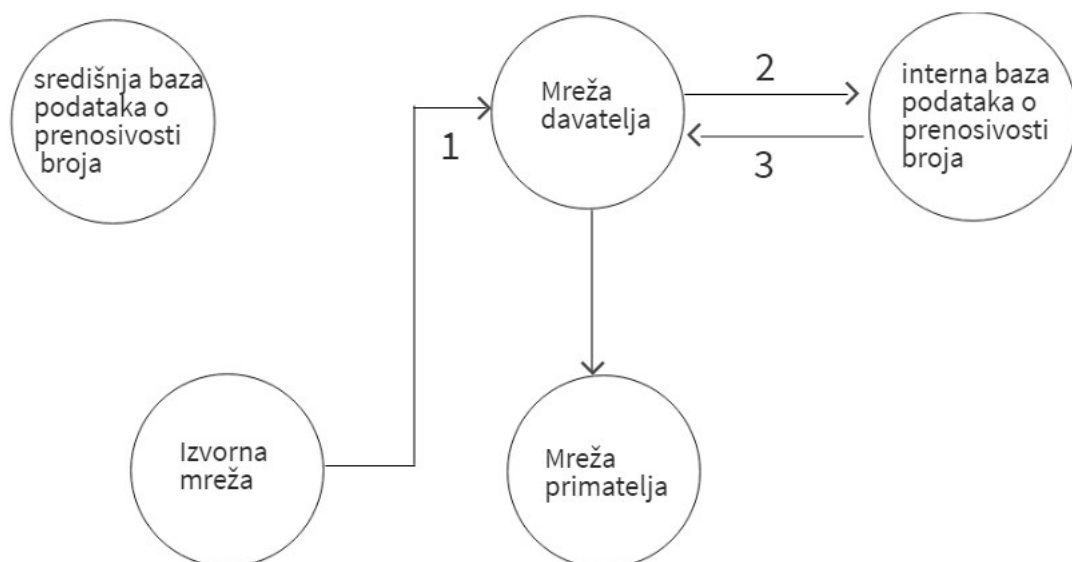 središnja baza
podataka o
prenosivosti
broja
1
Mreža
davatelja
2
3
interna baza
podataka o
prenosivosti
broja
Izvorna
mreža
Mreža
primatelja